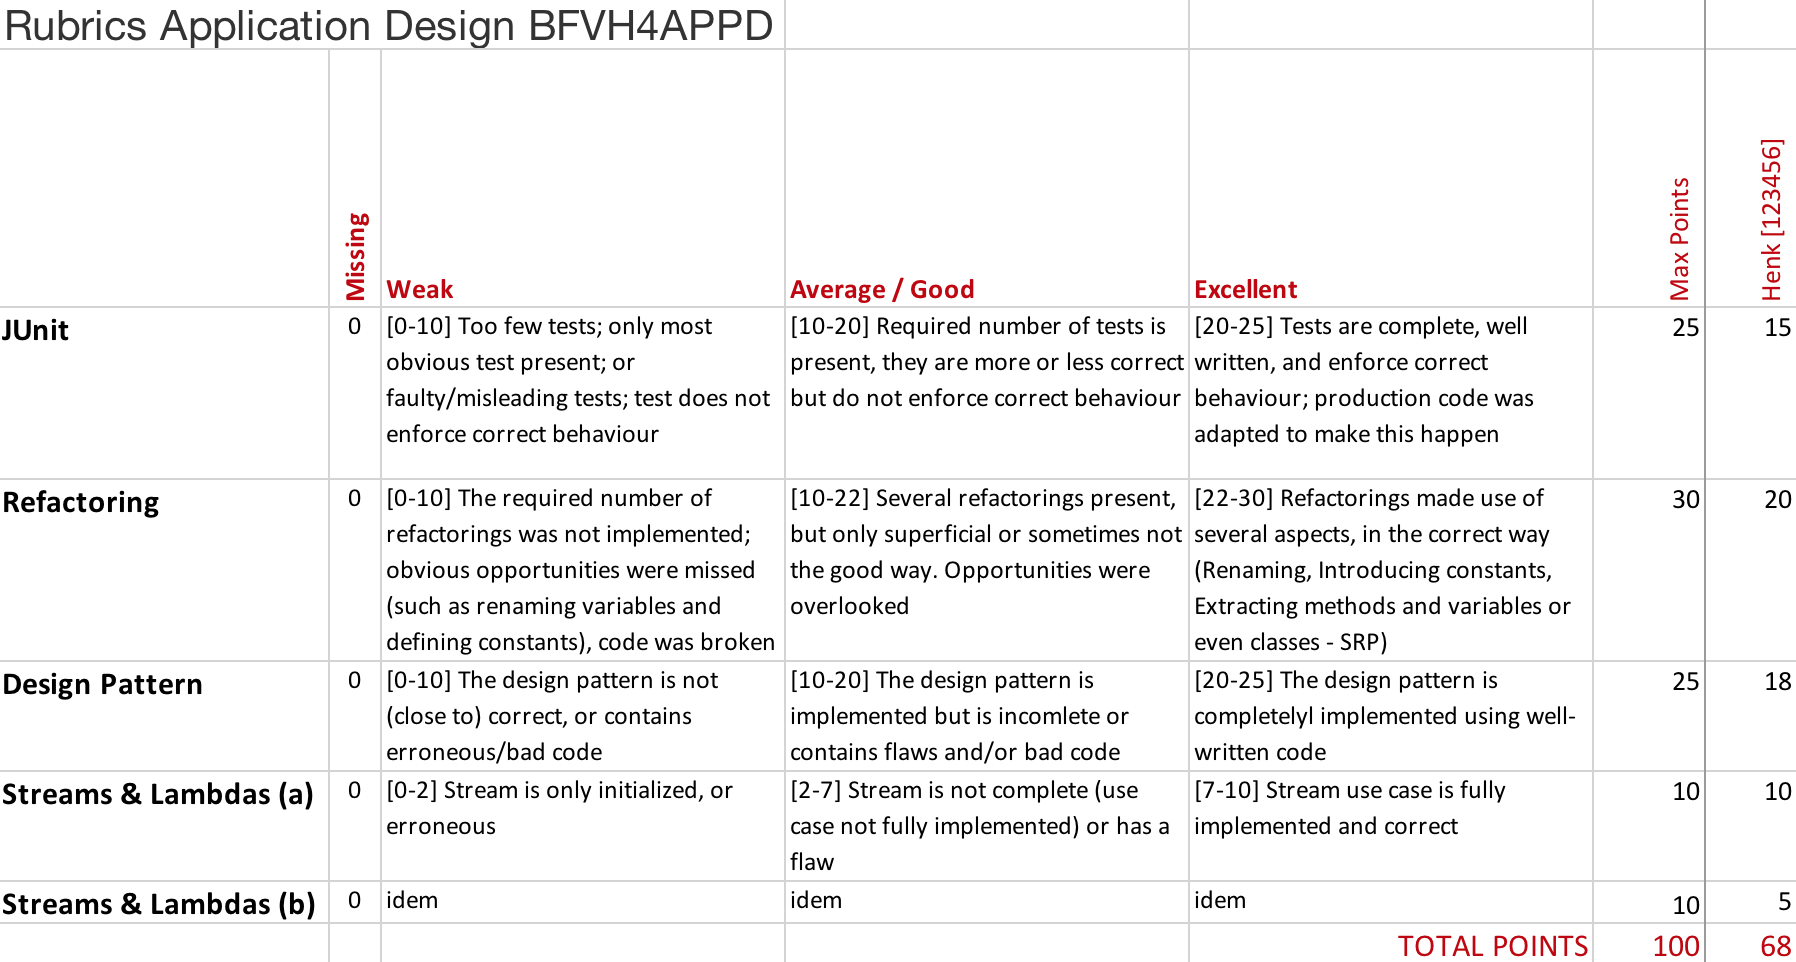 Rubrics Application Design BFVH4APPD
Missing
Weak
Average / Good
Excellent
Max Points
Henk [123456]
JUnit
0
[0-10] Too few tests; only most
obvious test present; or
faulty/misleading tests; test does not
enforce correct behaviour
[10-20] Required number of tests is
present, they are more or less correct
but do not enforce correct behaviour
[20-25] Tests are complete, well
written, and enforce correct
behaviour; production code was
adapted to make this happen
25
15
Refactoring
0
[0-10] The required number of
refactorings was not implemented;
obvious opportunities were missed
(such as renaming variables and
defining constants), code was broken
[10-22] Several refactorings present,
but only superficial or sometimes not
the good way. Opportunities were
overlooked
[22-30] Refactorings made use of
several aspects, in the correct way
(Renaming, Introducing constants,
Extracting methods and variables or
even classes - SRP)
30
20
Design Pattern
0
[0-10] The design pattern is not
(close to) correct, or contains
erroneous/bad code
[10-20] The design pattern is
implemented but is incomlete or
contains flaws and/or bad code
[20-25] The design pattern is
completelyl implemented using well-
written code
25
18
Streams & Lambdas (a)
0
[0-2] Stream is only initialized, or
erroneous
[2-7] Stream is not complete (use
case not fully implemented) or has a
flaw
[7-10] Stream use case is fully
implemented and correct
10
10
Streams & Lambdas (b)
0
idem
idem
idem
10
5
TOTAL POINTS
100
68